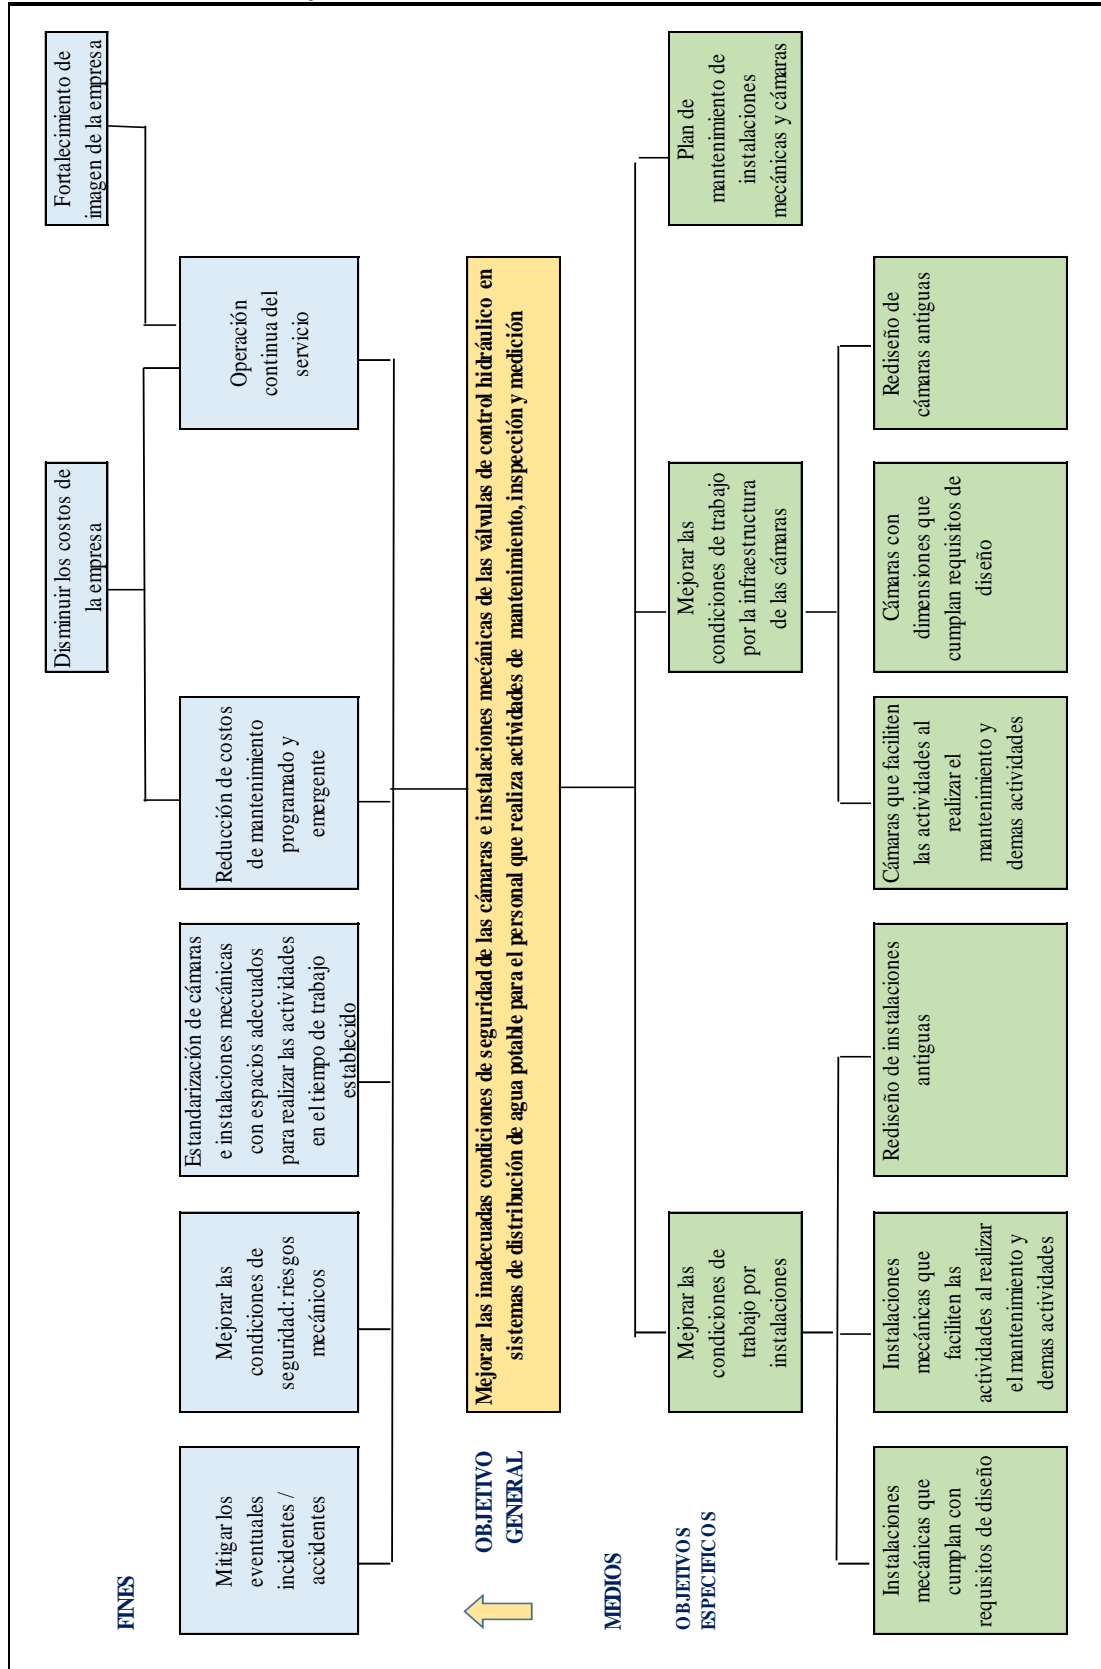 Disminuir los costos de
la empresa
Fortalecimiento de
imagen de la empresa
FINES
Mitigar los
eventuales
incidentes /
accidentes
Mejorar las
condiciones de
seguridad: riesgos
mecánicos
Estandarización de cámaras
e instalaciones mecánicas
con espacios adecuados
para realizar las actividades
en el tiempo de trabajo
establecido
Reducción de costos
de mantenimiento
programado y
emergente
Operación
continua del
servicio
OBJETIVO
GENERAL
Mejorar las inadecuadas condiciones de seguridad de las cámaras e instalaciones mecánicas de las válvulas de control hidráulico en
sistemas de distribución de agua potable para el personal que realiza actividades de mantenimiento, inspección y medición
MEDIOS
OBJETIVOS
ESPECIFICOS
Mejorar las
condiciones de
trabajo por
instalaciones
Mejorar las
condiciones de trabajo
por la infraestructura
de las cámaras
Plan de
mantenimiento de
instalaciones
mecánicas y cámaras
Instalaciones
mecánicas que
cumplan con
requisitos de diseño
Instalaciones
mecánicas que
faciliten las
actividades al realizar
el mantenimiento y
demas actividades
Rediseño de instalaciones
antiguas
Cámaras que faciliten
las actividades al
realizar el
mantenimiento y
demas actividades
Cámaras con
dimensiones que
cumplan requisitos de
diseño
Rediseño de
cámaras antiguas